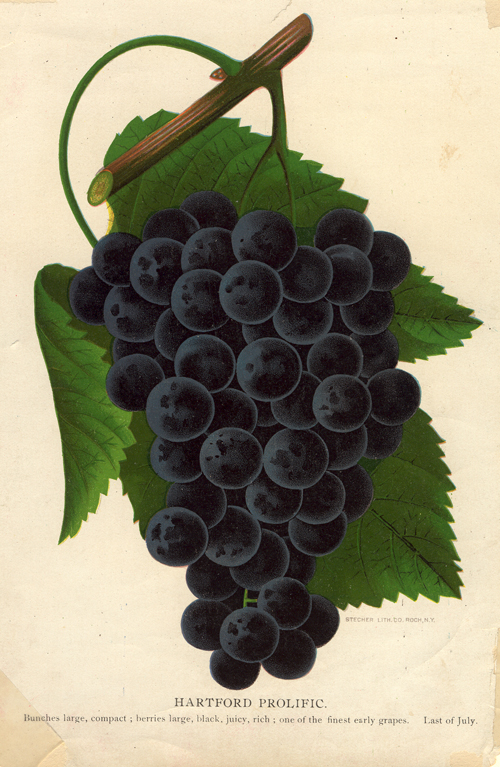 STECHER LITH. CO. ROCH, N.Y.
HARTFORD PROLIFIC.
Bunches large, compact ; berries large, black, juicy, rich ; one of the finest early grapes. Last of July.